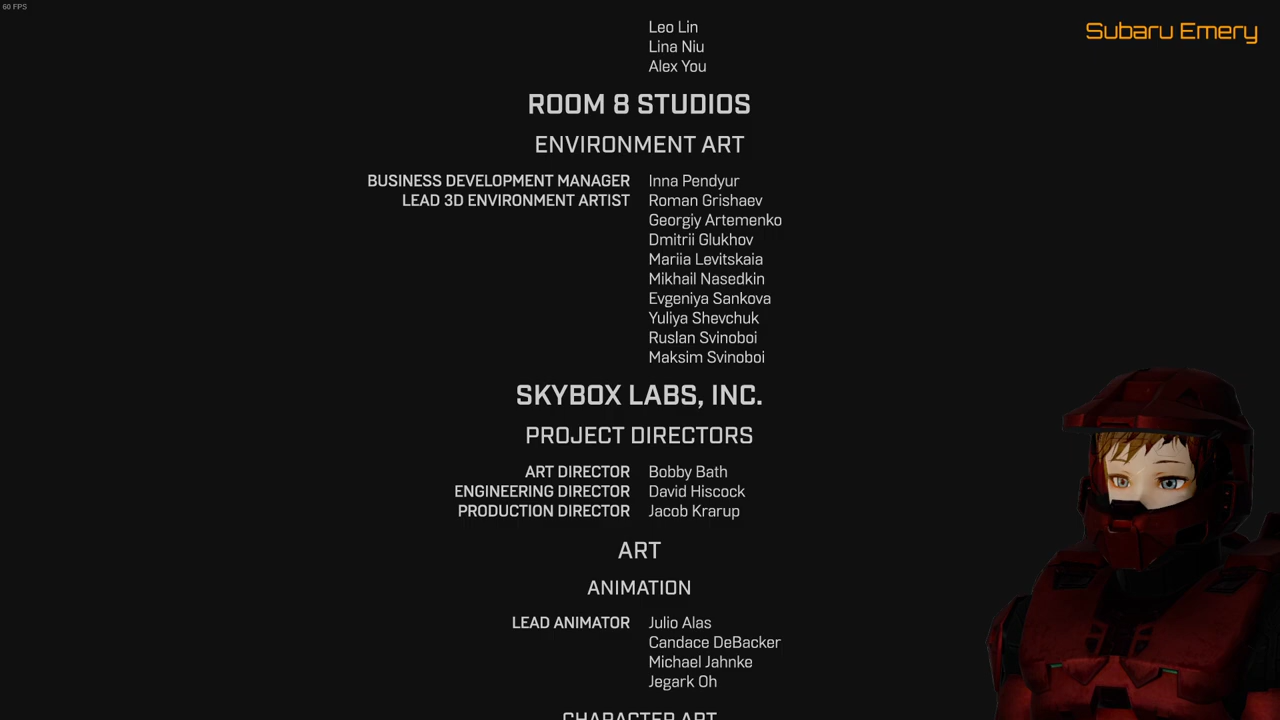 60 FPS
Subaru Emery
Leo Lin
Lina Niu
Alex You
ROOM 8 STUDIOS
ENVIRONMENT ART
BUSINESS DEVELOPMENT MANAGER Inna Pendyur
LEAD 3D ENVIRONMENT ARTIST Roman Grishaev
Georgiy Artemenko
Dmitrii Glukhov
Mariia Levitskaia
Mikhail Nasedkin
Evgeniya Sankova
Yuliya Shevchuk
Ruslan Svinoboi
Maksim Svinoboi
SKYBOX LABS, INC.
PROJECT DIRECTORS
ART DIRECTOR Bobby Bath
ENGINEERING DIRECTOR David Hiscock
PRODUCTION DIRECTOR Jacob Krarup
ART
ANIMATION
LEAD ANIMATOR Julio Alas
Candace DeBacker
Michael Jahnke
Jegark Oh
CHARACTER ART